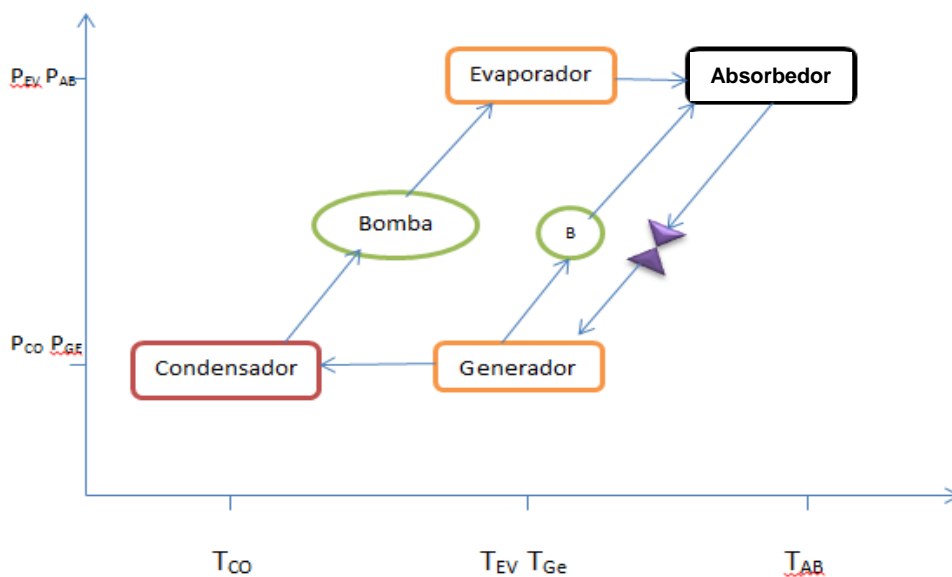 P_EV P_AB
Evaporador
Absorbedor
Bomba
B
P_CO P_GE
Condensador
Generador
T_CO
T_EV T_Ge
T_AB